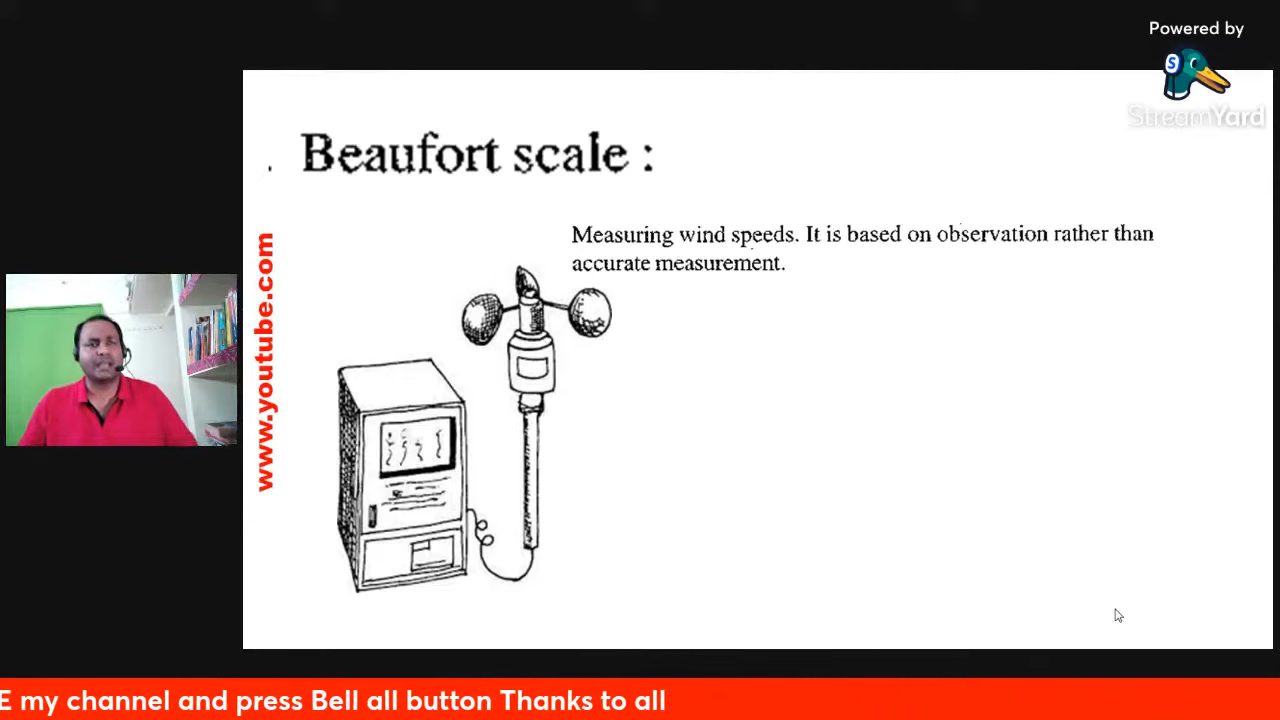 Powered by
StreamYard
. Beaufort scale :
Measuring wind speeds. It is based on observation rather than
accurate measurement.
www.youtube.com
E my channel and press Bell all button Thanks to all